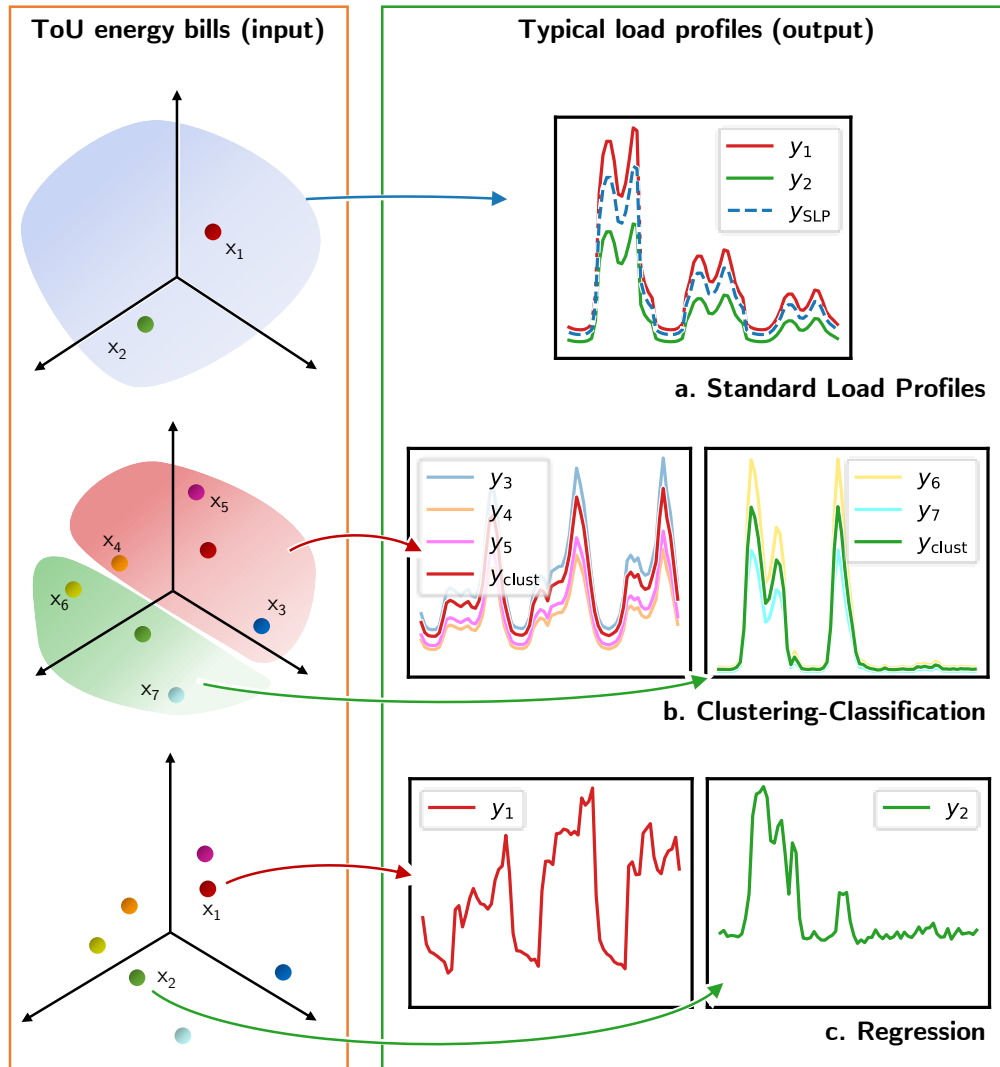 ToU energy bills (input)
Typical load profiles (output)
x1
x2
y1
y2
ySLP
a. Standard Load Profiles
x5
x4
x6
x3
x7
y3
y4
y5
yclust
y6
y7
yclust
b. Clustering-Classification
x1
x2
y1
y2
c. Regression